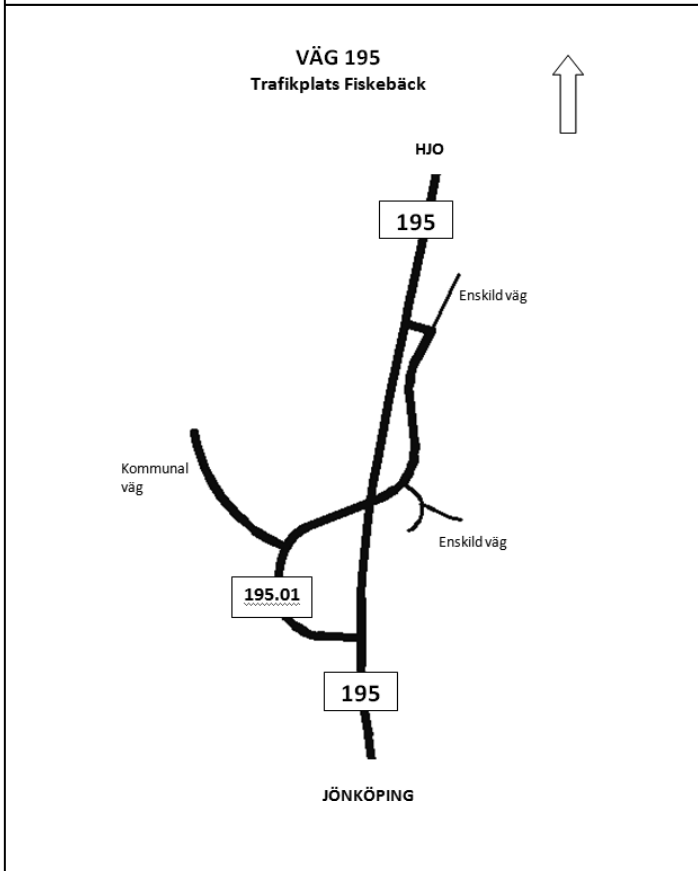 VÄG 195
Trafikplats Fiskebäck
HJO
195
Enskild väg
Kommunal
väg
Enskild väg
195.01
195
JÖNKÖPING